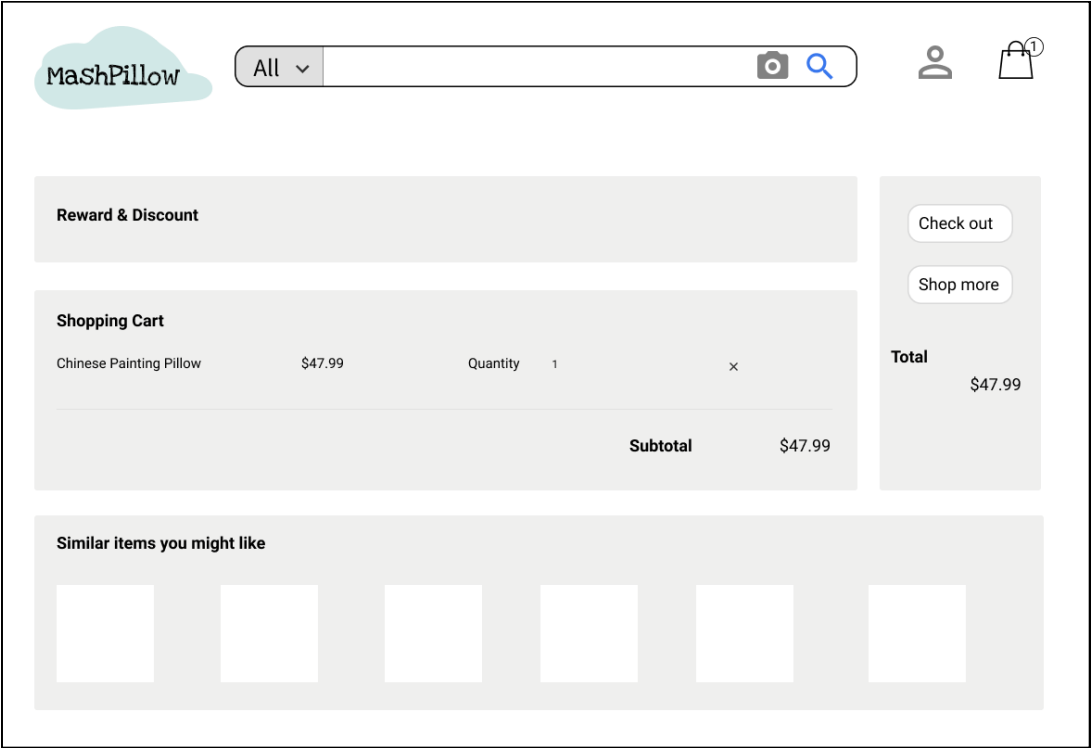 MashPillow
All
1
Reward & Discount
Check out
Shop more
Shopping Cart
Chinese Painting Pillow $47.99 Quantity 1 ×
Subtotal $47.99
Total
$47.99
Similar items you might like